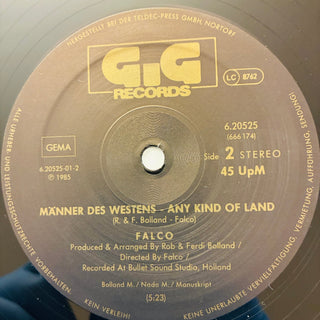 HERGESTELLT BEI DER TELDEC-PRESS GMBH, NORTORF
GiG
RECORDS
LC 8762
GEMA
6.20525-01-2
Ⓟ 1985
6.20525
(666 174)
Side 2 STEREO
45 UpM
MÄNNER DES WESTENS - ANY KIND OF LAND
(R. & F. Bolland - Falco)
FALCO
Produced & Arranged By Rob & Ferdi Bolland /
Directed By Falco /
Recorded At Bullet Sound Studio, Holland
Bolland M. / Nada M. / Manuskript
(5:23)
ALLE URHEBER- UND LEISTUNGSSCHUTZRECHTE VORBEHALTEN.
KEIN VERLEIH!
KEINE UNERLAUBTE VERVIELFÄLTIGUNG, VERMIETUNG, AUFFÜHRUNG, SENDUNG!